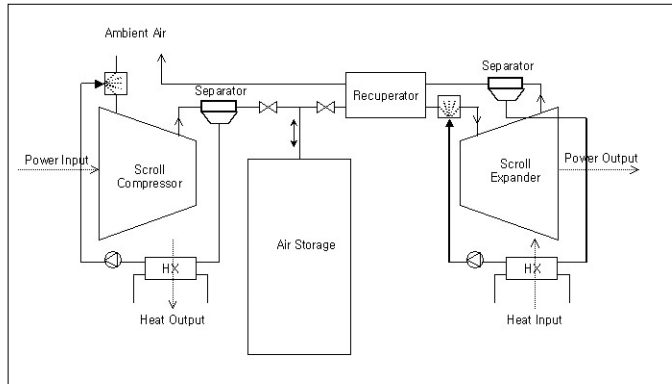 Ambient Air
Separator
Separator
Recuperator
Power Input
Scroll
Compressor
Scroll
Expander
Power Output
Air Storage
HX
HX
Heat Output
Heat Input